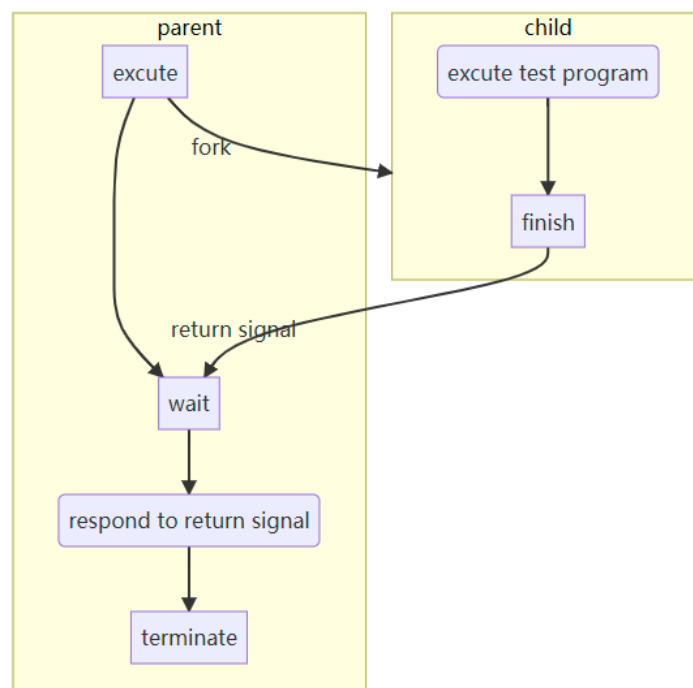 parent
child
excute
excute test program
fork
finish
return signal
wait
respond to return signal
terminate